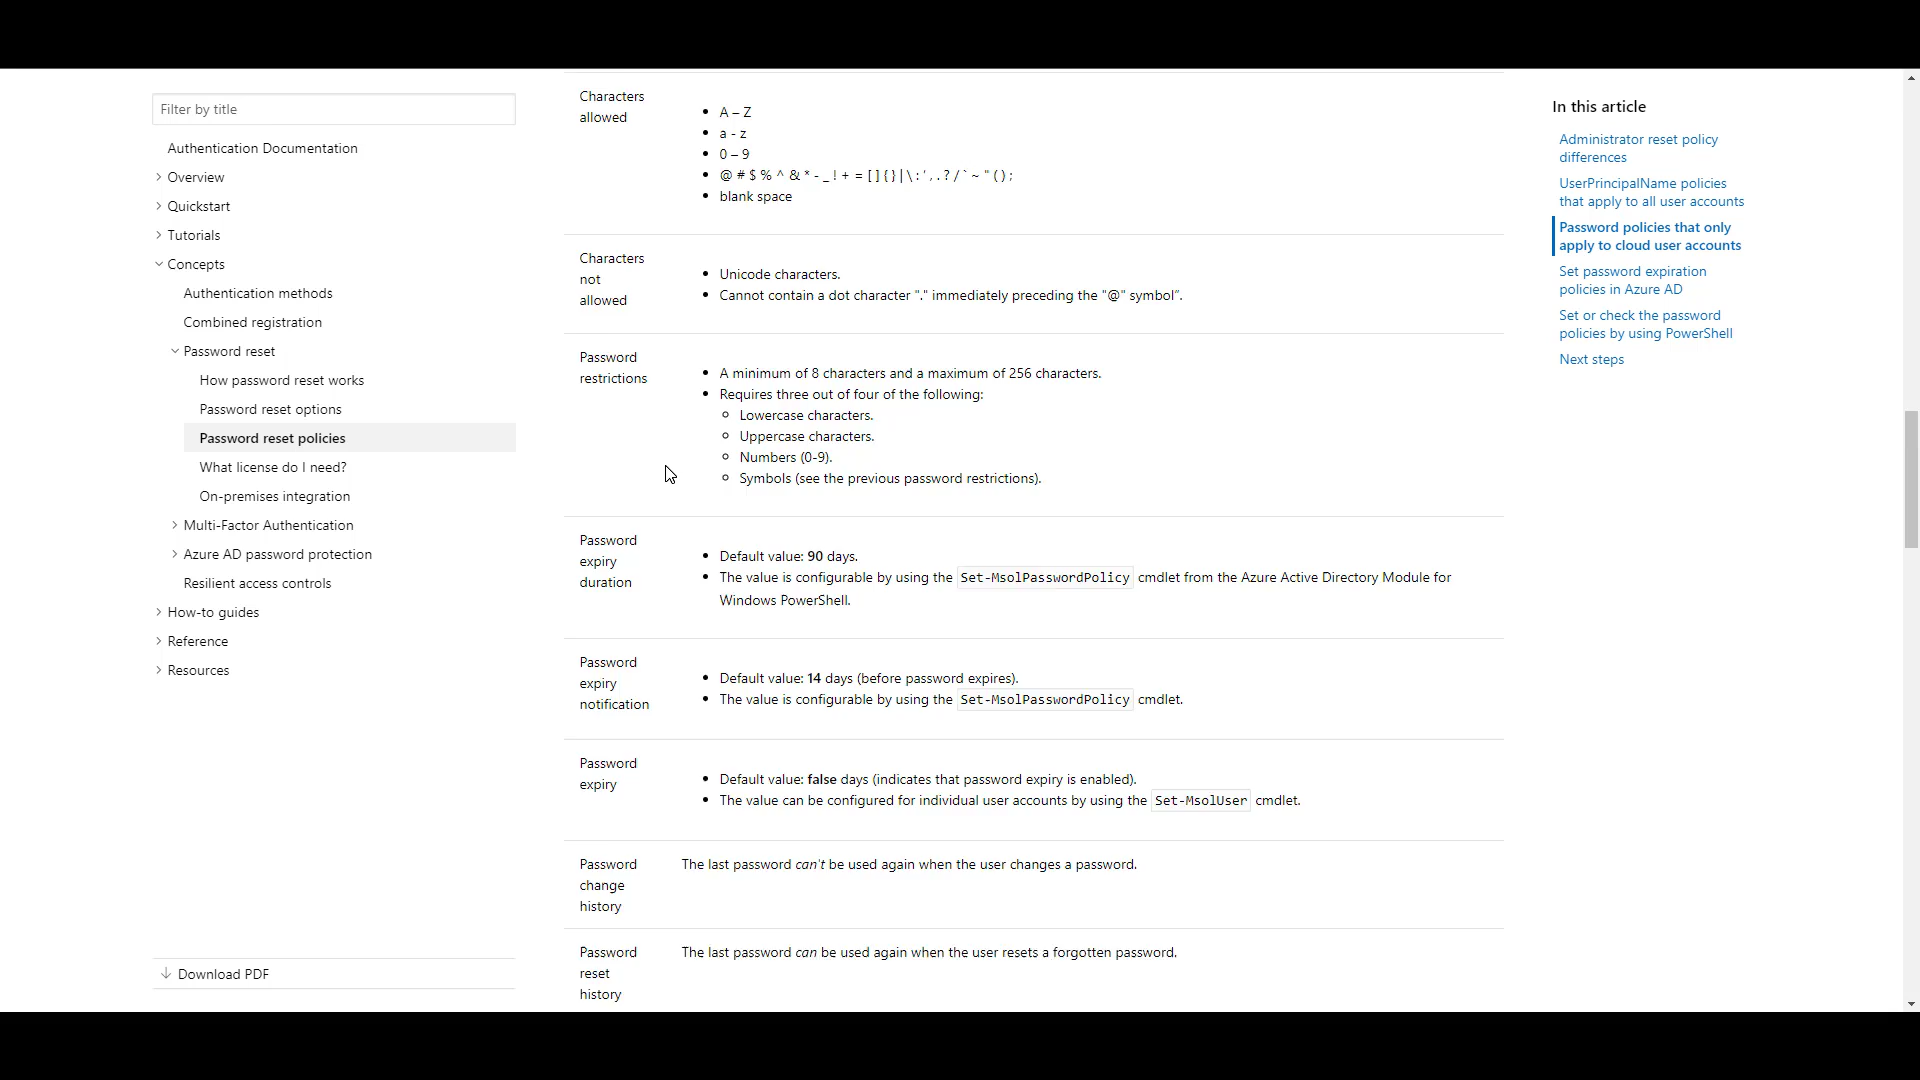 Filter by title
Authentication Documentation
Overview
Quickstart
Tutorials
Concepts
Authentication methods
Combined registration
Password reset
How password reset works
Password reset options
Password reset policies
What license do I need?
On-premises integration
Multi-Factor Authentication
Azure AD password protection
Resilient access controls
How-to guides
Reference
Resources
Download PDF
Characters
allowed
• A – Z
• a - z
• 0 – 9
• @ # $ % ^ & * - _ ! + = [ ] { } | \ : ' , . ? / ` ~ " ( ) ;
• blank space
Characters
not
allowed
• Unicode characters.
• Cannot contain a dot character "." immediately preceding the "@" symbol”.
Password
restrictions
• A minimum of 8 characters and a maximum of 256 characters.
• Requires three out of four of the following:
○ Lowercase characters.
○ Uppercase characters.
○ Numbers (0-9).
○ Symbols (see the previous password restrictions).
Password
expiry
duration
• Default value: 90 days.
• The value is configurable by using the Set-MsolPasswordPolicy cmdlet from the Azure Active Directory Module for
Windows PowerShell.
Password
expiry
notification
• Default value: 14 days (before password expires).
• The value is configurable by using the Set-MsolPasswordPolicy cmdlet.
Password
expiry
• Default value: false days (indicates that password expiry is enabled).
• The value can be configured for individual user accounts by using the Set-MsolUser cmdlet.
Password
change
history
The last password can't be used again when the user changes a password.
Password
reset
history
The last password can be used again when the user resets a forgotten password.
In this article
Administrator reset policy
differences
UserPrincipalName policies
that apply to all user accounts
Password policies that only
apply to cloud user accounts
Set password expiration
policies in Azure AD
Set or check the password
policies by using PowerShell
Next steps